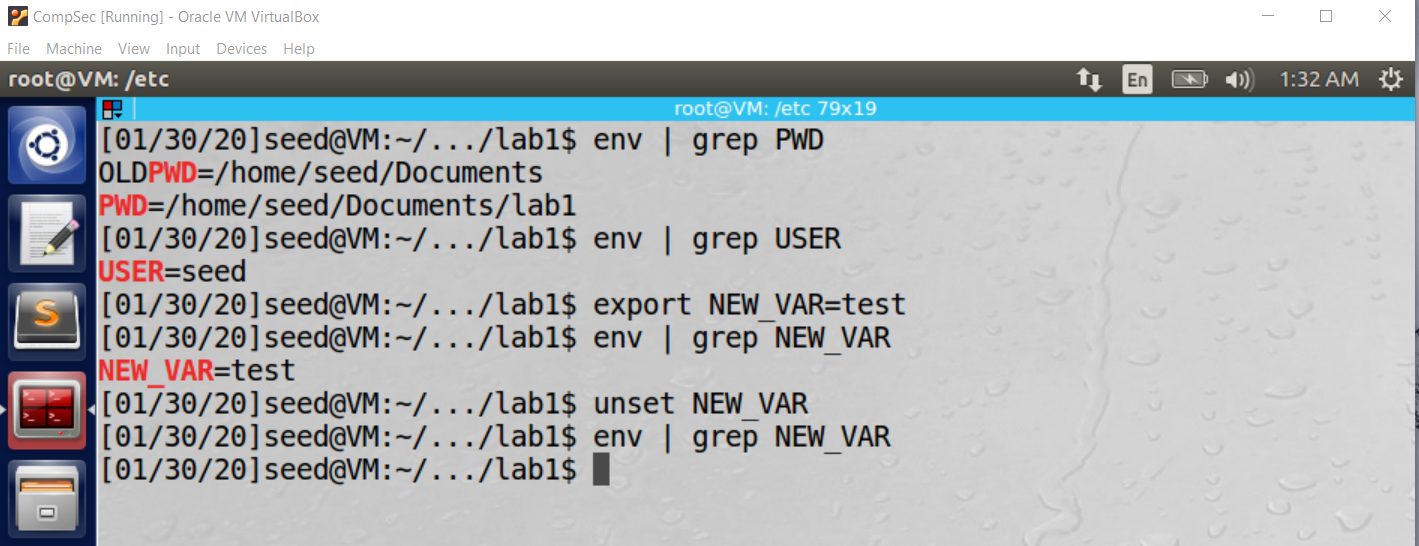 CompSec [Running] - Oracle VM VirtualBox
File Machine View Input Devices Help
root@VM: /etc En 1:32 AM
root@VM: /etc 79x19
[01/30/20]seed@VM:~/.../lab1$ env | grep PWD
OLDPWD=/home/seed/Documents
PWD=/home/seed/Documents/lab1
[01/30/20]seed@VM:~/.../lab1$ env | grep USER
USER=seed
[01/30/20]seed@VM:~/.../lab1$ export NEW_VAR=test
[01/30/20]seed@VM:~/.../lab1$ env | grep NEW_VAR
NEW_VAR=test
[01/30/20]seed@VM:~/.../lab1$ unset NEW_VAR
[01/30/20]seed@VM:~/.../lab1$ env | grep NEW_VAR
[01/30/20]seed@VM:~/.../lab1$